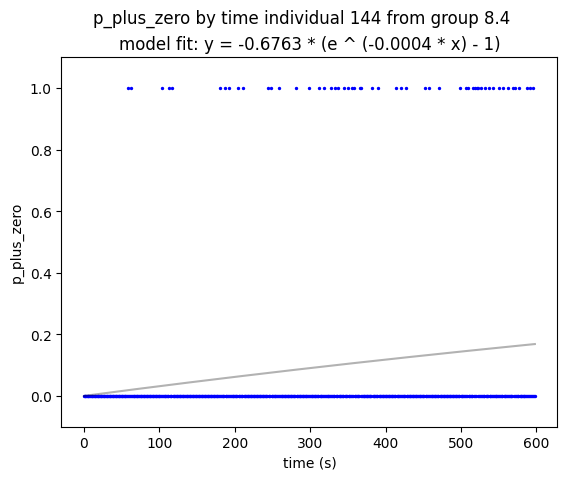 p_plus_zero by time individual 144 from group 8.4
model fit: y = -0.6763 * (e ^ (-0.0004 * x) - 1)
1.0
0.8
0.6
0.4
0.2
0.0
p_plus_zero
0 100 200 300 400 500 600
time (s)